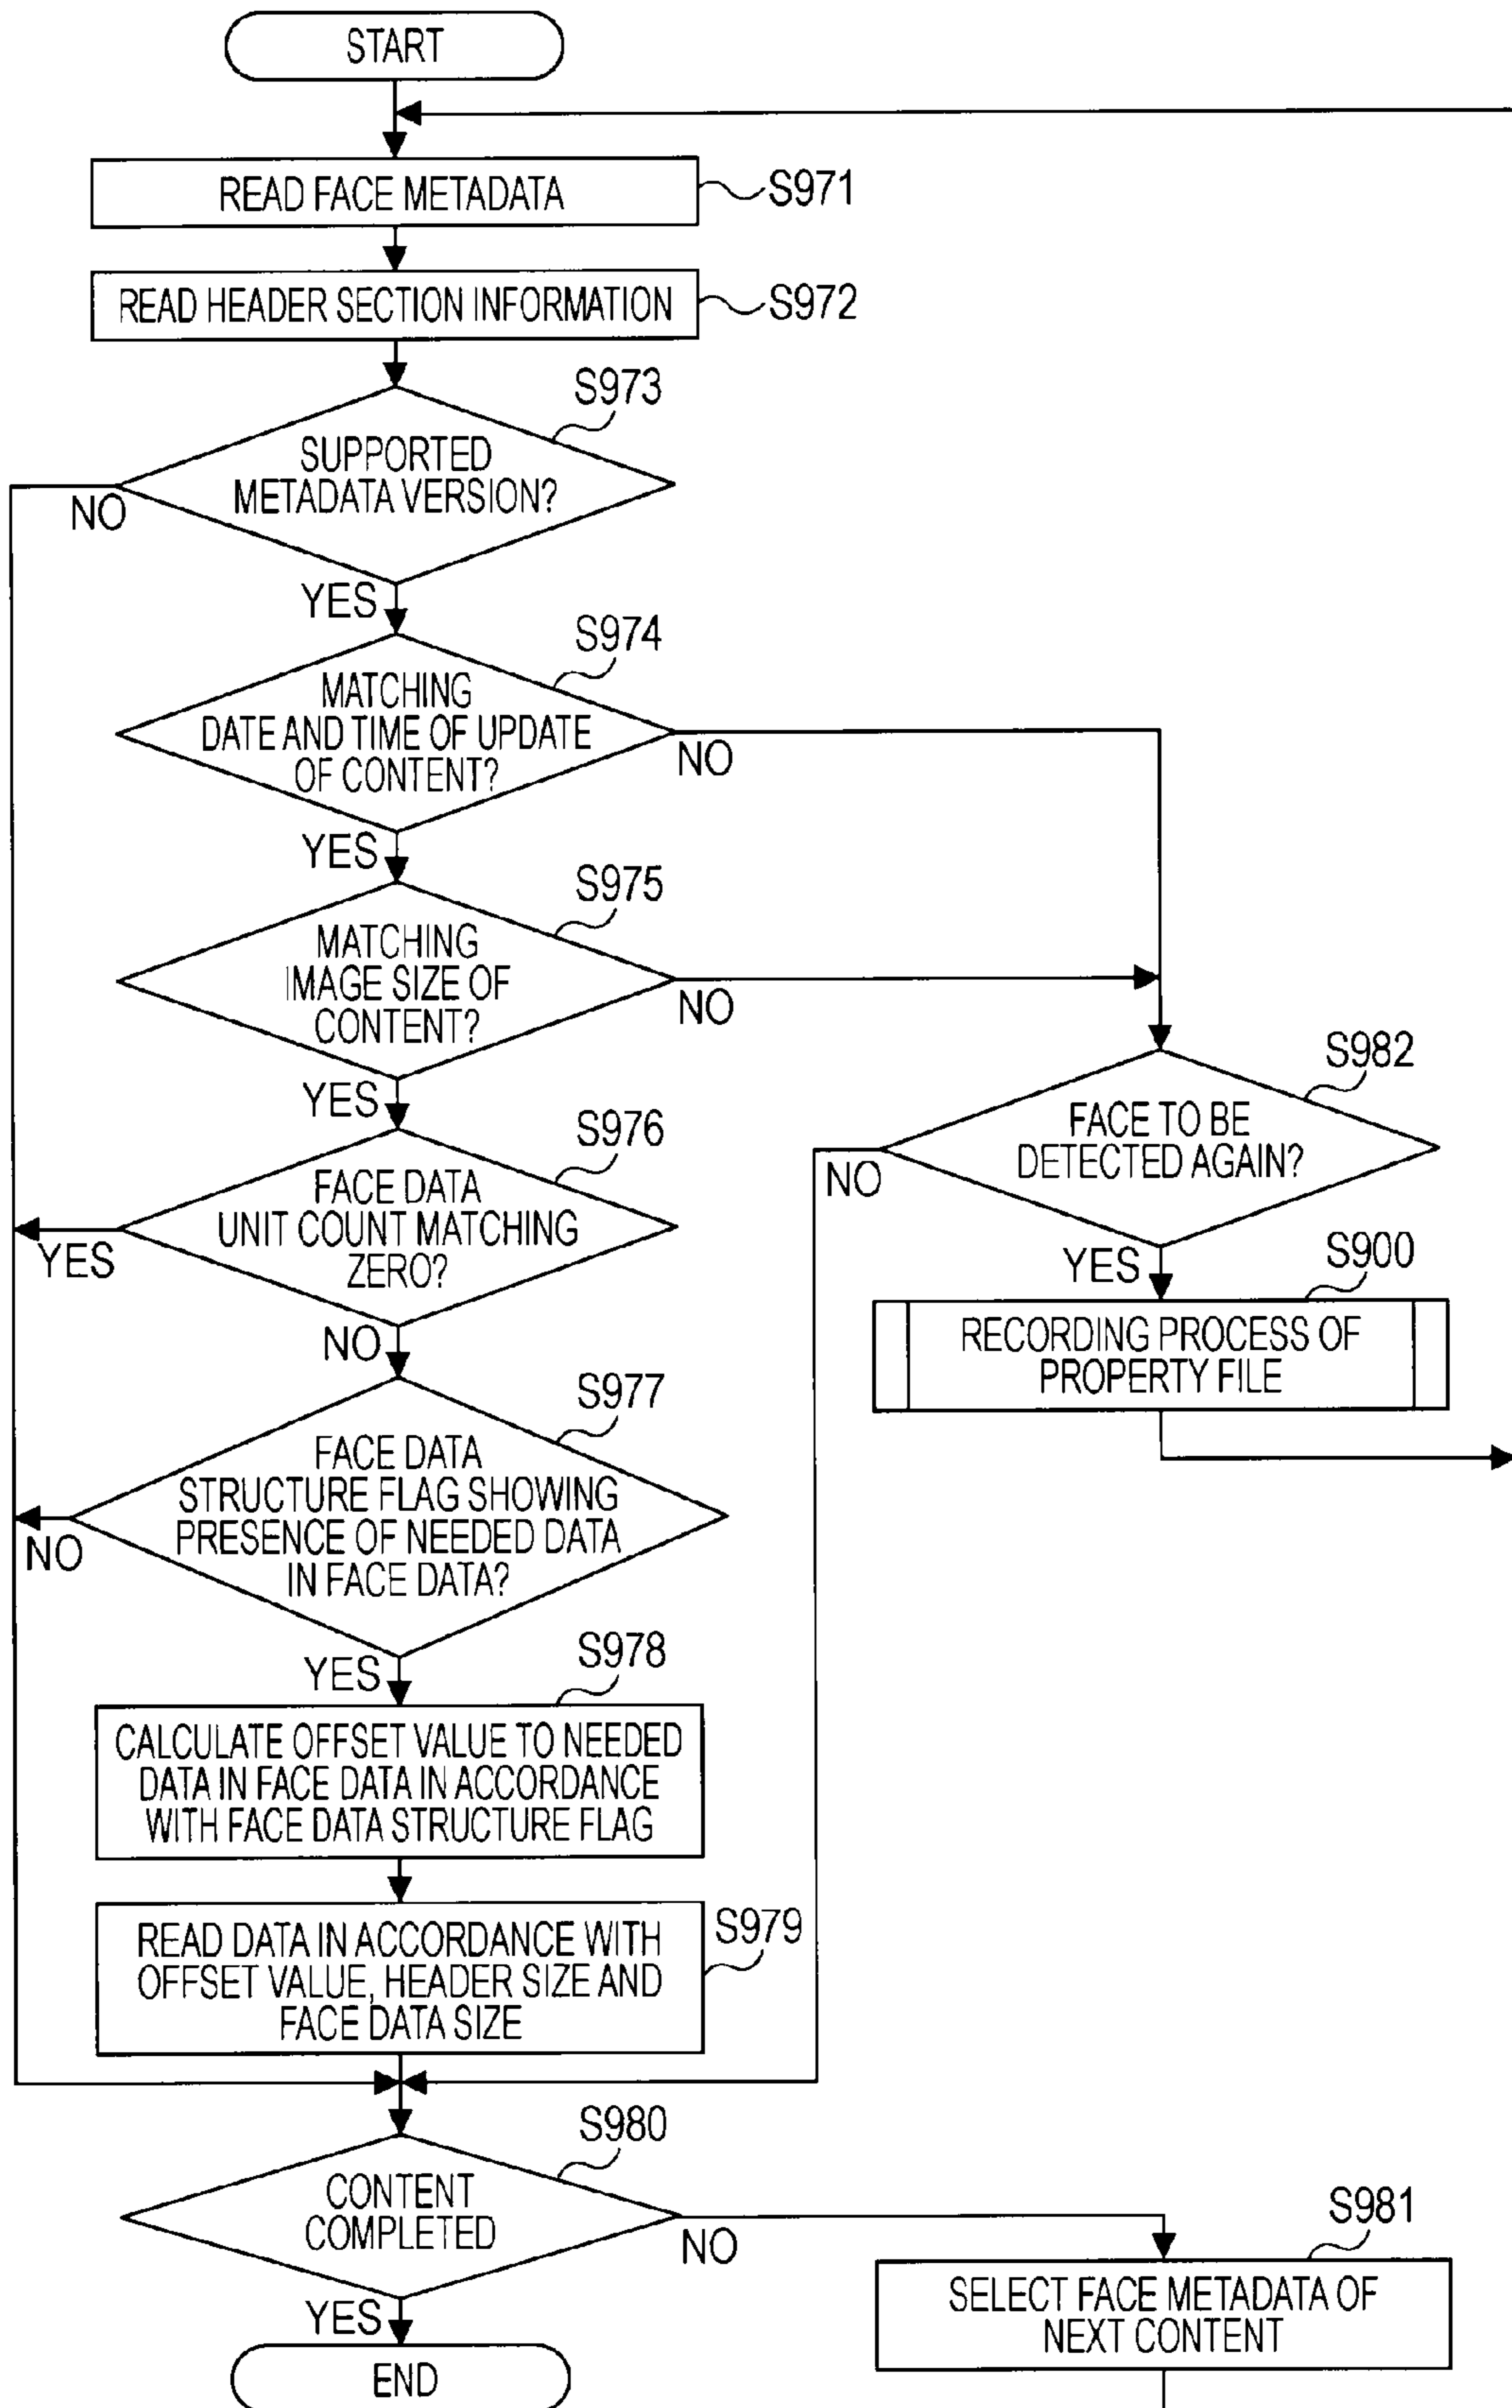 START
READ FACE METADATA
S971
READ HEADER SECTION INFORMATION
S972
S973
SUPPORTED
METADATA VERSION?
NO
YES
S974
MATCHING
DATE AND TIME OF UPDATE
OF CONTENT?
NO
YES
S975
MATCHING
IMAGE SIZE OF
CONTENT?
NO
YES
S982
FACE TO BE
DETECTED AGAIN?
NO
YES
S976
FACE DATA
UNIT COUNT MATCHING
ZERO?
YES
NO
S900
RECORDING PROCESS OF
PROPERTY FILE
S977
FACE DATA
STRUCTURE FLAG SHOWING
PRESENCE OF NEEDED DATA
IN FACE DATA?
NO
YES
S978
CALCULATE OFFSET VALUE TO NEEDED
DATA IN FACE DATA IN ACCORDANCE
WITH FACE DATA STRUCTURE FLAG
S979
READ DATA IN ACCORDANCE WITH
OFFSET VALUE, HEADER SIZE AND
FACE DATA SIZE
S980
CONTENT
COMPLETED
NO
YES
S981
SELECT FACE METADATA OF
NEXT CONTENT
END